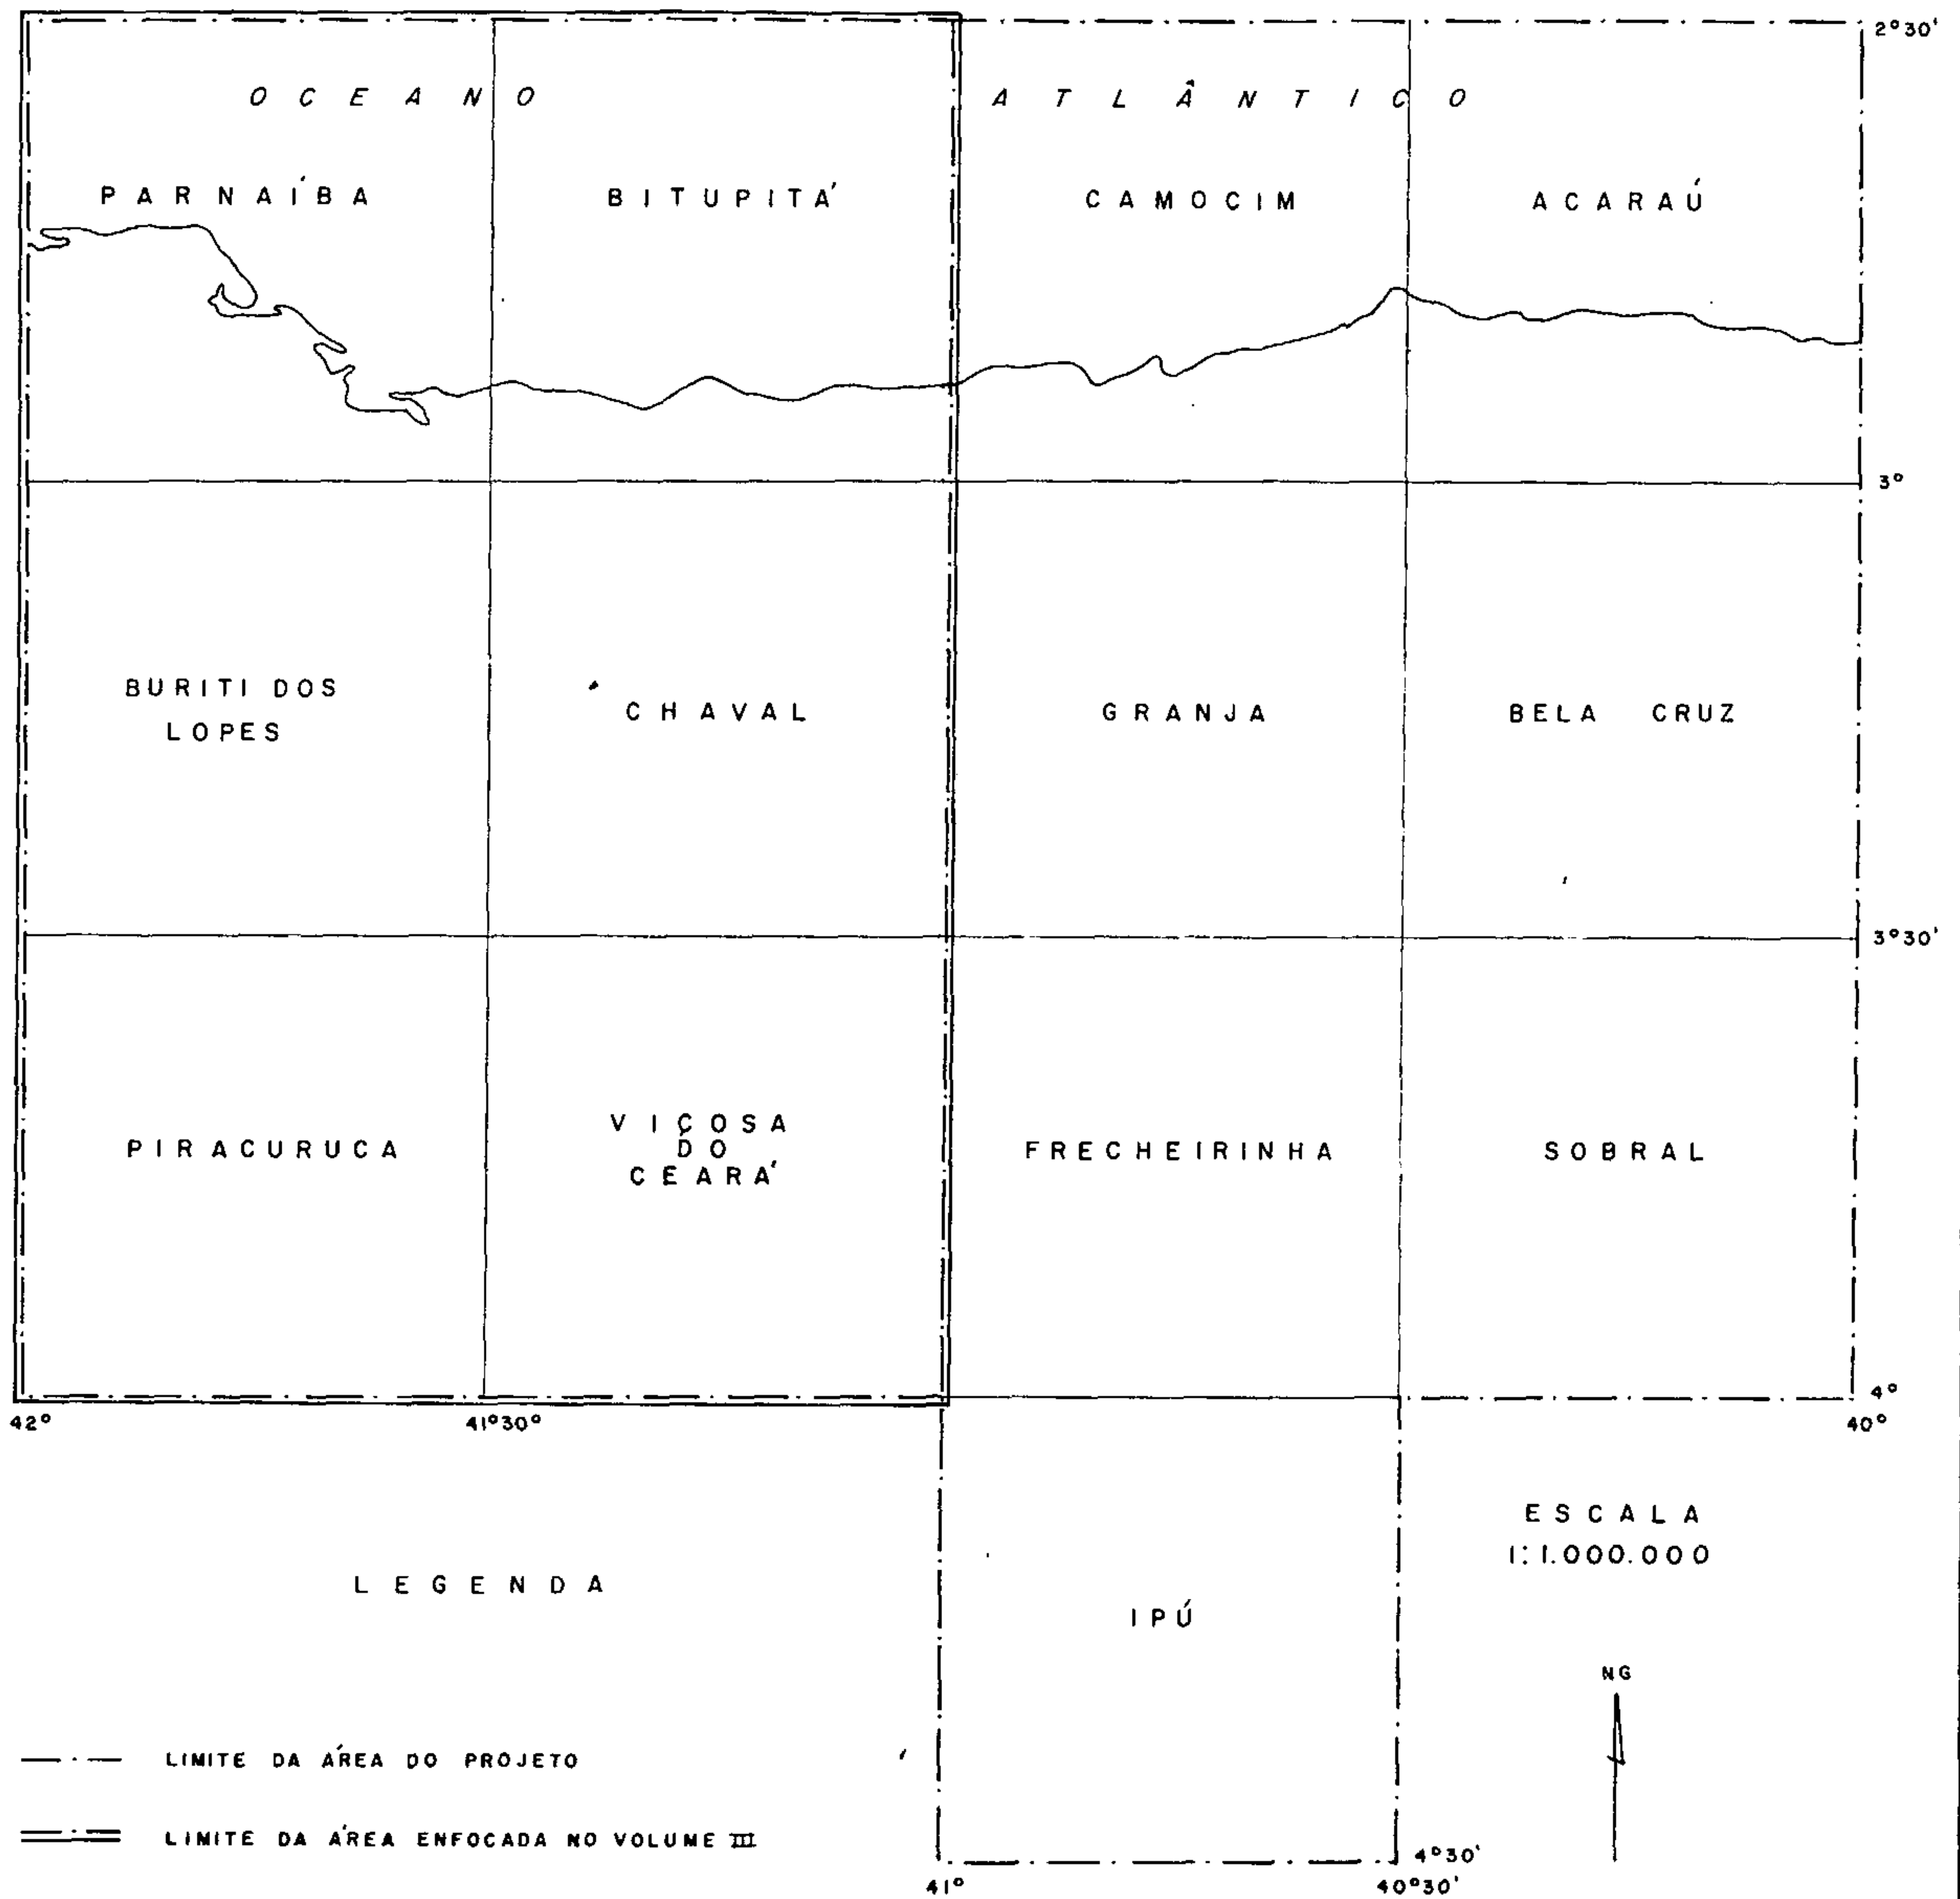 2°30'
OCEANO ATLÂNTICO
PARNAÍBA
BITUPITÁ
CAMOCIM
ACARAÚ
3°
BURITI DOS
LOPES
CHAVAL
GRANJA
BELA CRUZ
3°30'
PIRACURUCA
VIÇOSA
DO
CEARÁ
FRECHEIRINHA
SOBRAL
4°
42°
41°30°
40°
ESCALA
1:1.000.000
LEGENDA
IPÚ
NG
LIMITE DA ÁREA DO PROJETO
LIMITE DA ÁREA ENFOCADA NO VOLUME III
4°30'
41°
40°30'